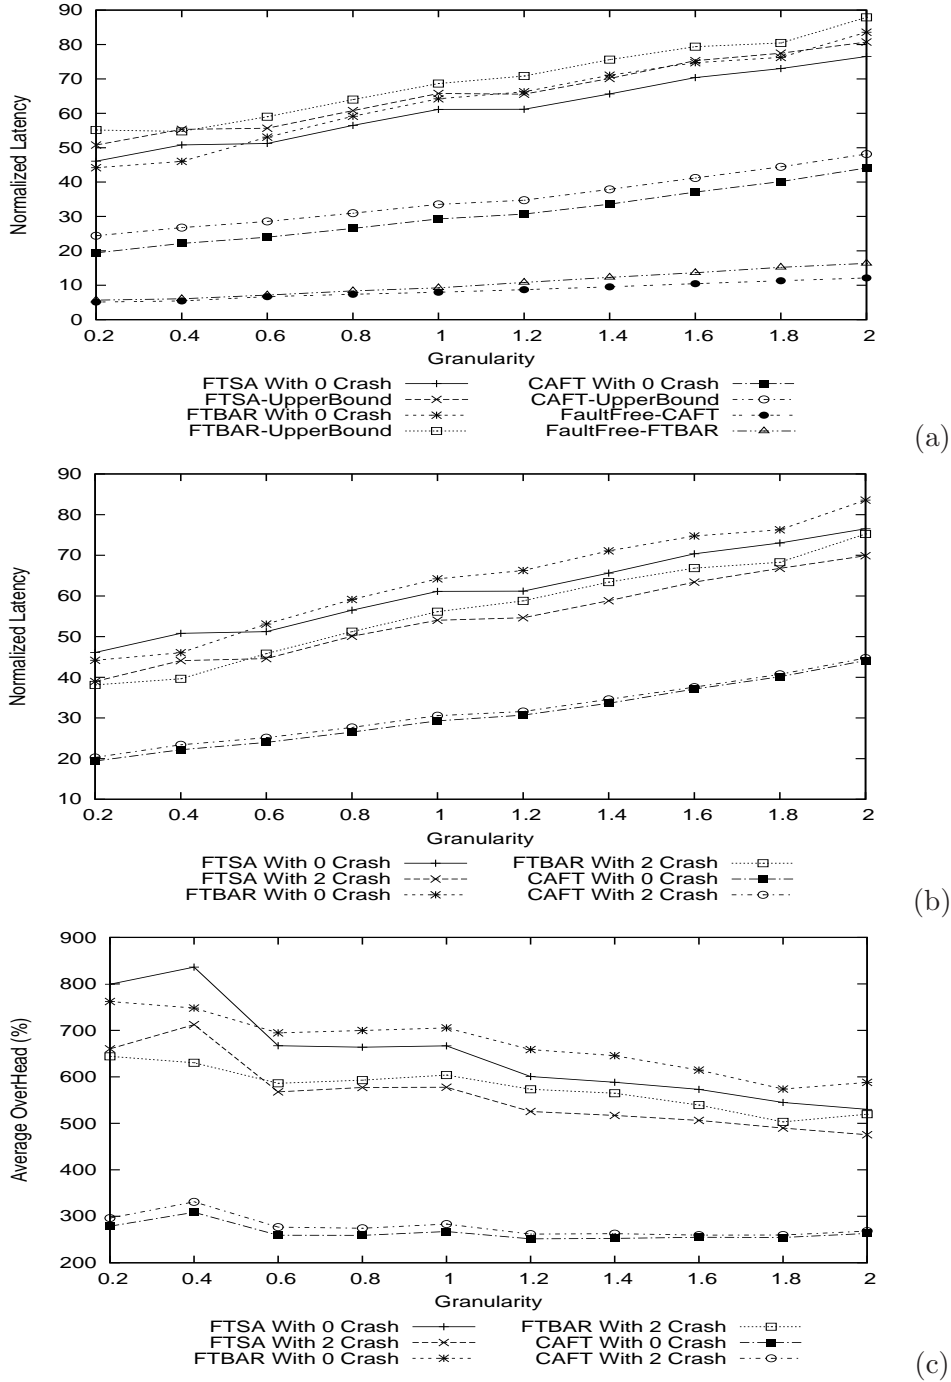 90
80
70
60
50
40
30
20
10
0
Normalized Latency
0.2 0.4 0.6 0.8 1 1.2 1.4 1.6 1.8 2
Granularity
FTSA With 0 Crash CAFT With 0 Crash
FTSA-UpperBound CAFT-UpperBound
FTBAR With 0 Crash FaultFree-CAFT
FTBAR-UpperBound FaultFree-FTBAR
(a)
90
80
70
60
50
40
30
20
10
Normalized Latency
0.2 0.4 0.6 0.8 1 1.2 1.4 1.6 1.8 2
Granularity
FTSA With 0 Crash FTBAR With 2 Crash
FTSA With 2 Crash CAFT With 0 Crash
FTBAR With 0 Crash CAFT With 2 Crash
(b)
900
800
700
600
500
400
300
200
Average OverHead (%)
0.2 0.4 0.6 0.8 1 1.2 1.4 1.6 1.8 2
Granularity
FTSA With 0 Crash FTBAR With 2 Crash
FTSA With 2 Crash CAFT With 0 Crash
FTBAR With 0 Crash CAFT With 2 Crash
(c)